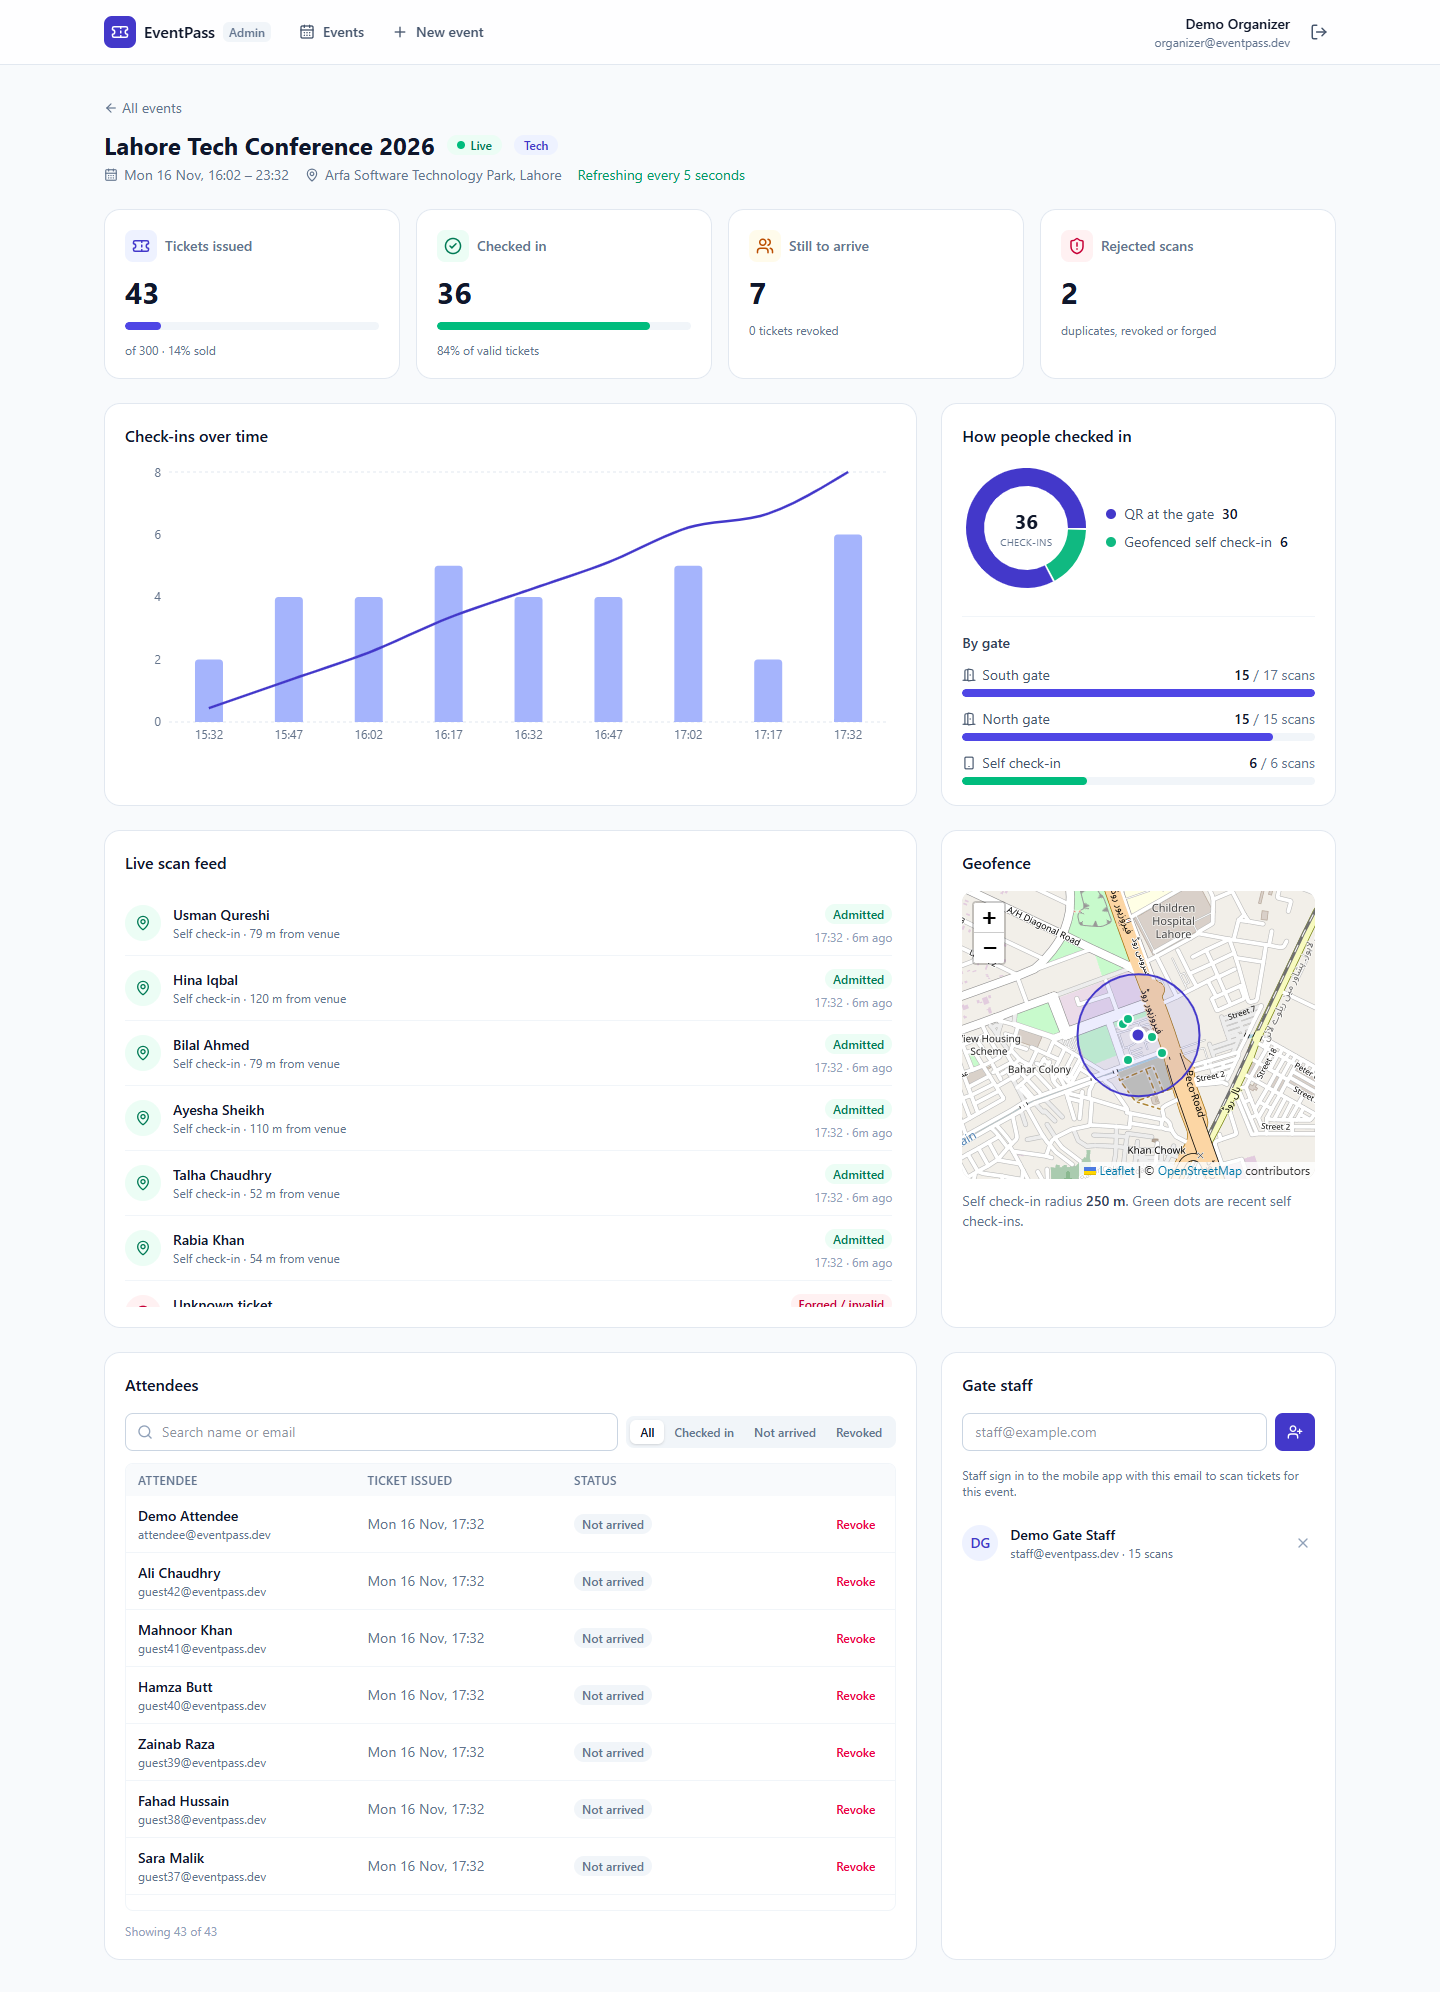 EventPass Admin Events New event
Demo Organizer
organizer@eventpass.dev
All events
Lahore Tech Conference 2026 Live Tech
Mon 16 Nov, 16:02 – 23:32 Arfa Software Technology Park, Lahore Refreshing every 5 seconds
Tickets issued
43
of 300 · 14% sold
Checked in
36
84% of valid tickets
Still to arrive
7
0 tickets revoked
Rejected scans
2
duplicates, revoked or forged
Check-ins over time
8
6
4
2
0
15:32 15:47 16:02 16:17 16:32 16:47 17:02 17:17 17:32
How people checked in
36
CHECK-INS
QR at the gate 30
Geofenced self check-in 6
By gate
South gate 15 / 17 scans
North gate 15 / 15 scans
Self check-in 6 / 6 scans
Live scan feed
Usman Qureshi Admitted
Self check-in · 79 m from venue 17:32 · 6m ago
Hina Iqbal Admitted
Self check-in · 120 m from venue 17:32 · 6m ago
Bilal Ahmed Admitted
Self check-in · 79 m from venue 17:32 · 6m ago
Ayesha Sheikh Admitted
Self check-in · 110 m from venue 17:32 · 6m ago
Talha Chaudhry Admitted
Self check-in · 52 m from venue 17:32 · 6m ago
Rabia Khan Admitted
Self check-in · 54 m from venue 17:32 · 6m ago
Unknown ticket Forged / invalid
Geofence
+
−
A/H Diagonal Road
Children
Hospital
Lahore
فیروزپور روڈ
Street 7
Housing
Scheme
Bahar Colony
Street 2
Peco Road
Street 18
Street
Street 2
Khan Chowk
Leaflet | © OpenStreetMap contributors
Self check-in radius 250 m. Green dots are recent self
check-ins.
Attendees
Search name or email All Checked in Not arrived Revoked
ATTENDEE TICKET ISSUED STATUS
Demo Attendee
attendee@eventpass.dev Mon 16 Nov, 17:32 Not arrived Revoke
Ali Chaudhry
guest42@eventpass.dev Mon 16 Nov, 17:32 Not arrived Revoke
Mahnoor Khan
guest41@eventpass.dev Mon 16 Nov, 17:32 Not arrived Revoke
Hamza Butt
guest40@eventpass.dev Mon 16 Nov, 17:32 Not arrived Revoke
Zainab Raza
guest39@eventpass.dev Mon 16 Nov, 17:32 Not arrived Revoke
Fahad Hussain
guest38@eventpass.dev Mon 16 Nov, 17:32 Not arrived Revoke
Sara Malik
guest37@eventpass.dev Mon 16 Nov, 17:32 Not arrived Revoke
Showing 43 of 43
Gate staff
staff@example.com
Staff sign in to the mobile app with this email to scan tickets for
this event.
DG Demo Gate Staff
staff@eventpass.dev · 15 scans